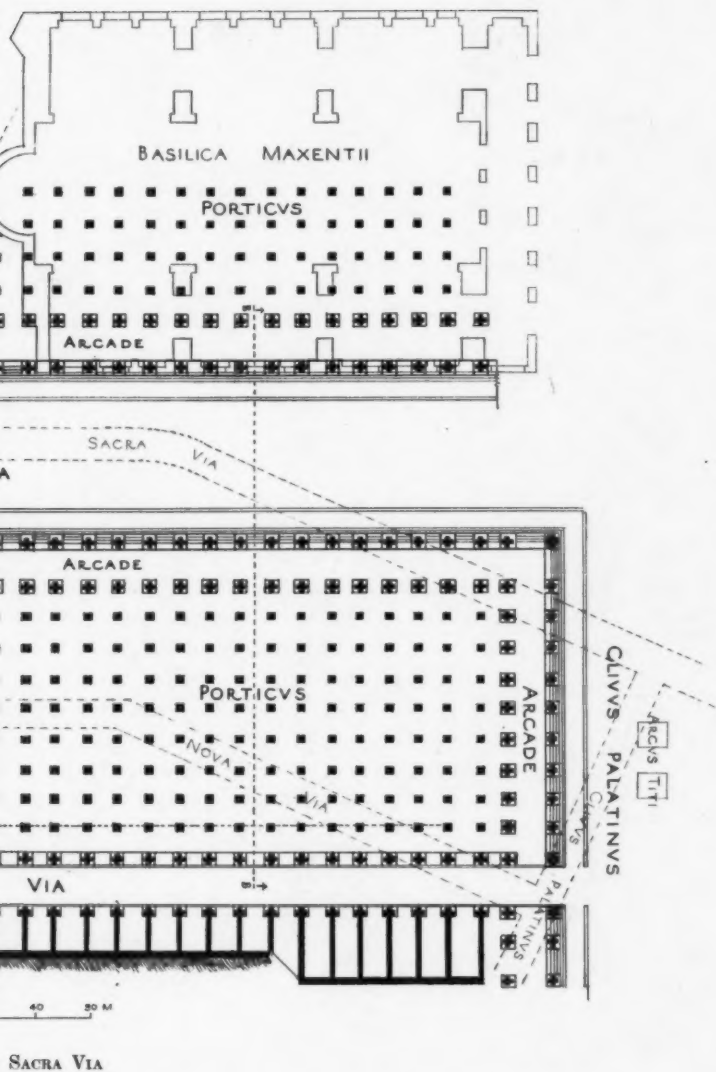 BASILICA MAXENTII
PORTICVS
ARCADE
SACRA VIA
A
ARCADE
PORTICVS
ARCADE
CLIVVS PALATINVS
ARCVS TITI
NOVA VIA
CLIVVS PALATINVS
VIA
40 50 M
SACRA VIA